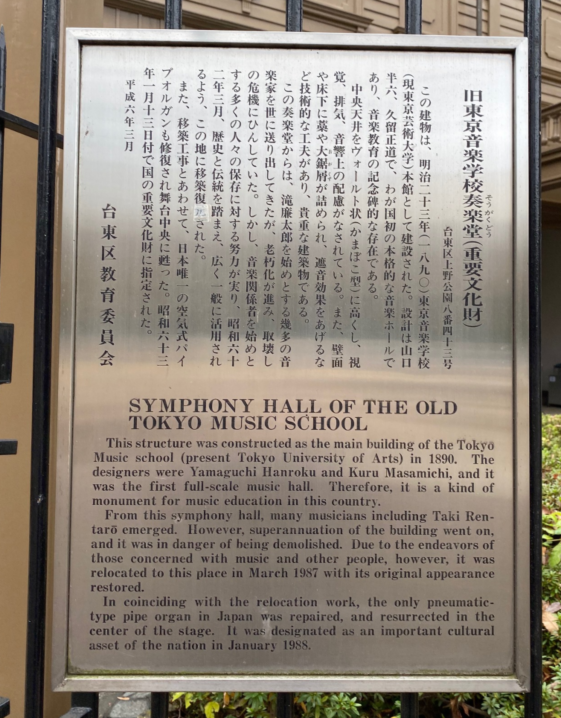 旧東京音楽学校奏楽堂(重要文化財)
そうがくどう
台東区上野公園八番四十三号
この建物は、明治二十三年(一八九〇)東京音楽学校
(現東京芸術大学)本館として建設された。設計は山口
半六、久留正道で、わが国初の本格的な音楽ホールで
あり、音楽教育の記念碑的な存在である。
中央天井をヴォールト状(かまぼこ型)に高くし、視
覚、排気、音響上の配慮がなされている。また、壁面
や床下に藁や大鋸屑が詰められ、遮音効果をあげるな
ど技術的な工夫があり、貴重な建築物である。
この奏楽堂からは、滝廉太郎を始めとする幾多の音
楽家を世に送り出してきたが、老朽化が進み、取壊し
の危機にひんしていた。しかし、音楽関係者を始めと
する多くの人々の保存に対する努力が実り、昭和六十
二年三月、歴史と伝統を踏まえ、広く一般に活用され
るよう、この地に移築復された。
また、移築工事とあわせて、日本唯一の空気式パイ
プオルガンも修復され舞台中央に甦った。昭和六十三
年一月十三日付で国の重要文化財に指定された。
平成六年三月
台東区教育委員会
SYMPHONY HALL OF THE OLD
TOKYO MUSIC SCHOOL
This structure was constructed as the main building of the Tokyō
Music school (present Tokyo University of Arts) in 1890. The
designers were Yamaguchi Hanroku and Kuru Masamichi, and it
was the first full-scale music hall. Therefore, it is a kind of
monument for music education in this country.
From this symphony hall, many musicians including Taki Ren-
tarō emerged. However, superannuation of the building went on,
and it was in danger of being demolished. Due to the endeavors of
those concerned with music and other people, however, it was
relocated to this place in March 1987 with its original appearance
restored.
In coinciding with the relocation work, the only pneumatic-
type pipe organ in Japan was repaired, and resurrected in the
center of the stage. It was designated as an important cultural
asset of the nation in January 1988.